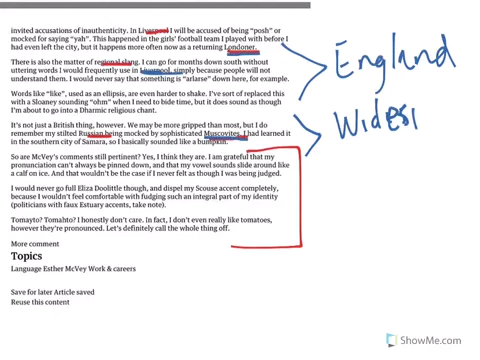 invited accusations of inauthenticity. In Liverpool I will be accused of being “posh” or
mocked for saying “yah”. This happened in the girls’ football team I played with before I
had even left the city, but it happens more often now as a returning Londoner.
There is also the matter of regional slang. I can go for months down south without
uttering words I would frequently use in Liverpool, simply because people will not
understand them. I would never say that something is “arlarse” down here, for example.
Words like “like”, used as an ellipsis, are even harder to shake. I’ve sort of replaced this
with a Sloaney sounding “ohm” when I need to bide time, but it does sound as though
I’m about to go into a Dharmic religious chant.
It’s not just a British thing, however. We may be more gripped than most, but I do
remember my stilted Russian being mocked by sophisticated Muscovites. I had learned it
in the southern city of Samara, so I basically sounded like a bumpkin.
So are McVey’s comments still pertinent? Yes, I think they are. I am grateful that my
pronunciation can’t always be pinned down, and that my vowel sounds slide around like
a calf on ice. And that wouldn’t be the case if I never felt as though I was being judged.
I would never go full Eliza Doolittle though, and dispel my Scouse accent completely,
because I wouldn’t feel comfortable with fudging such an integral part of my identity
(politicians with faux Estuary accents, take note).
Tomayto? Tomahto? I honestly don’t care. In fact, I don’t even really like tomatoes,
however they’re pronounced. Let’s definitely call the whole thing off.
More comment
Topics
Language Esther McVey Work & careers
Save for later Article saved
Reuse this content
England
Widesp
ShowMe.com